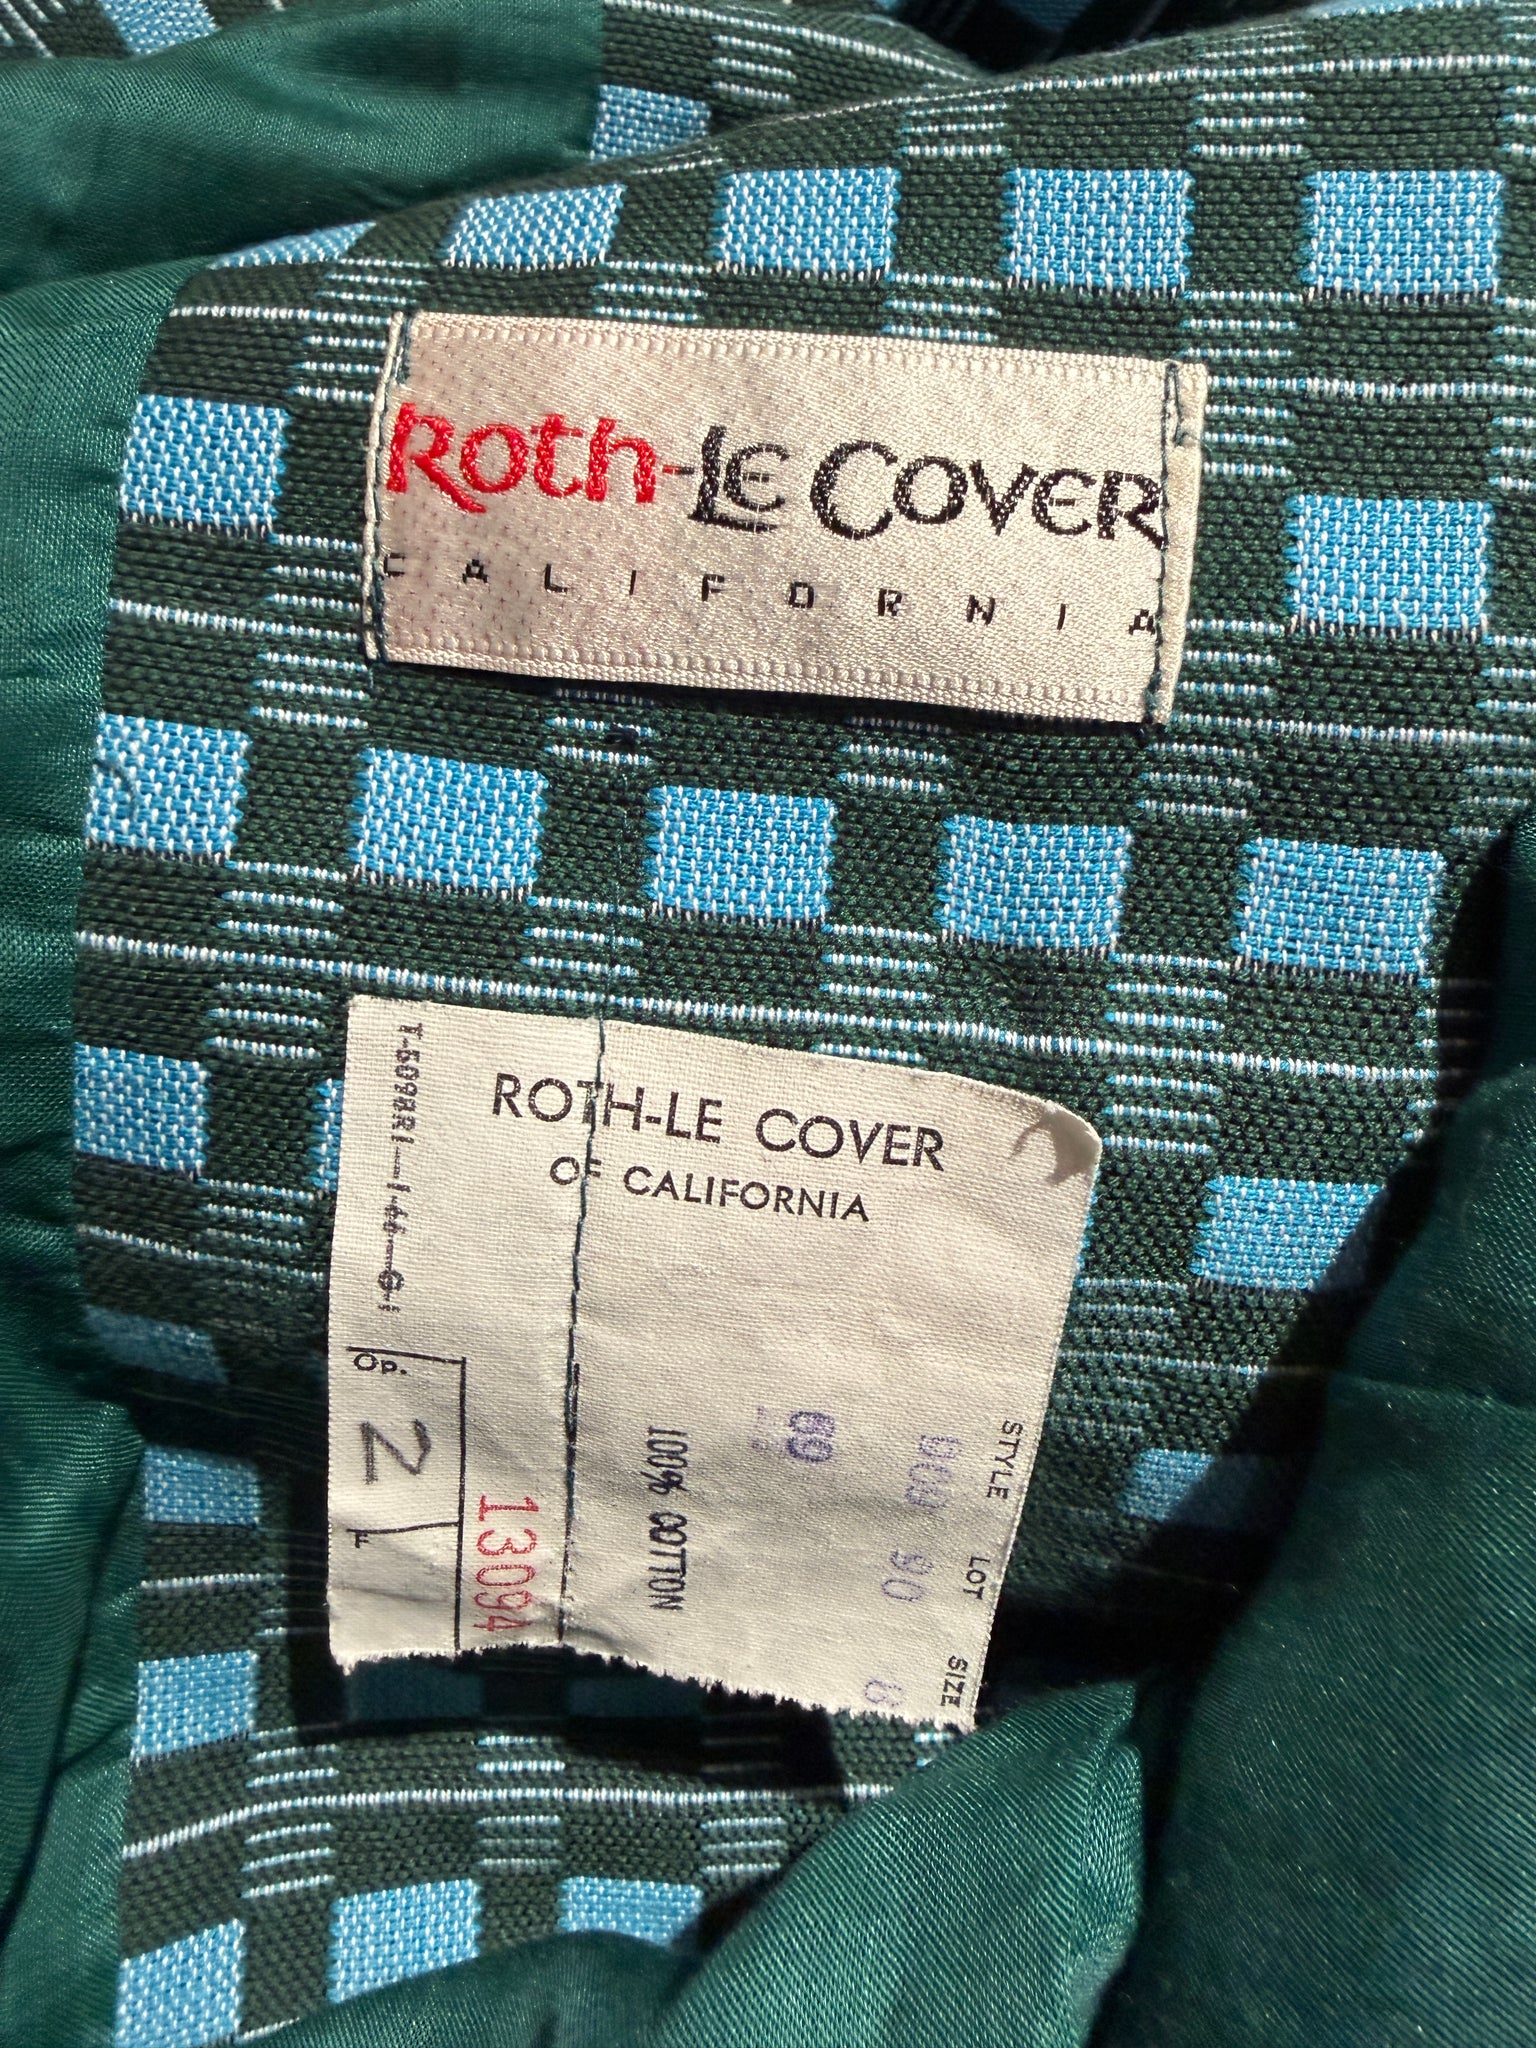 Roth-Le Cover
CALIFORNIA
ROTH-LE COVER
OF CALIFORNIA
Op.
2
F
13094
100% COTTON
STYLE LOT SIZE